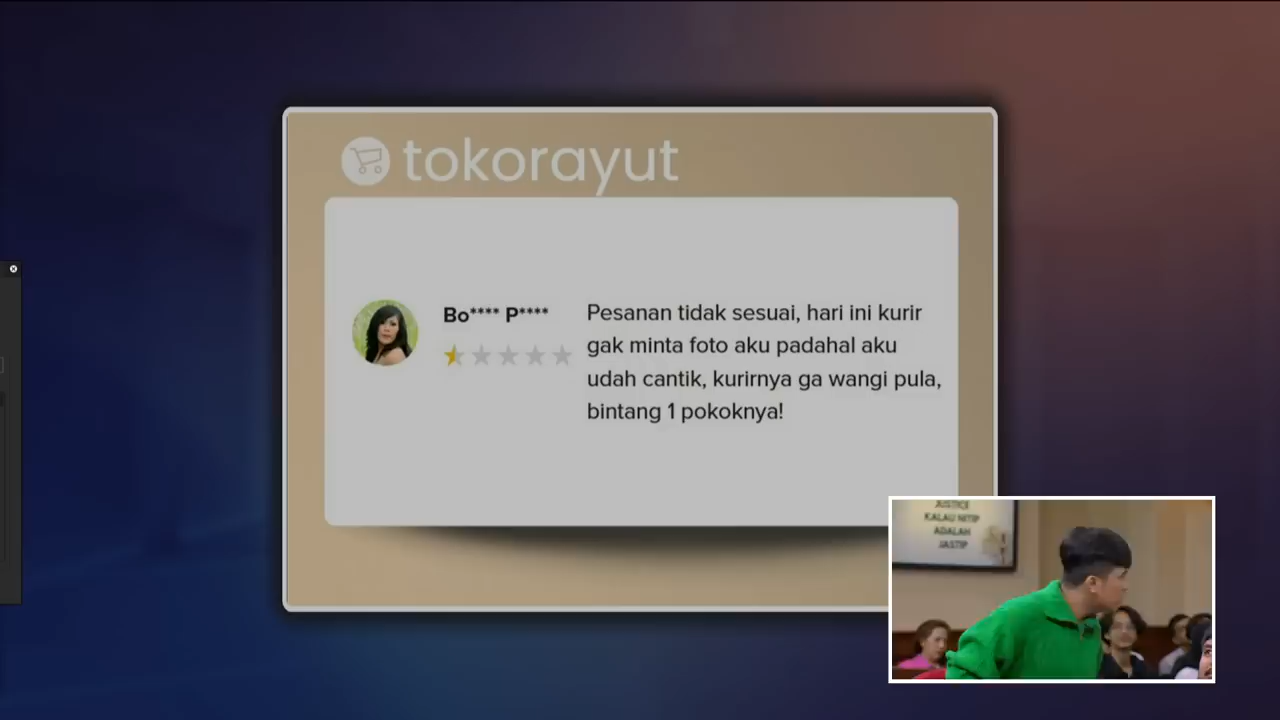 tokorayut
Bo**** P****
Pesanan tidak sesuai, hari ini kurir
gak minta foto aku padahal aku
udah cantik, kurirnya ga wangi pula,
bintang 1 pokoknya!
JUSTICE
KALAU NITIP
ADALAH
JASTIP